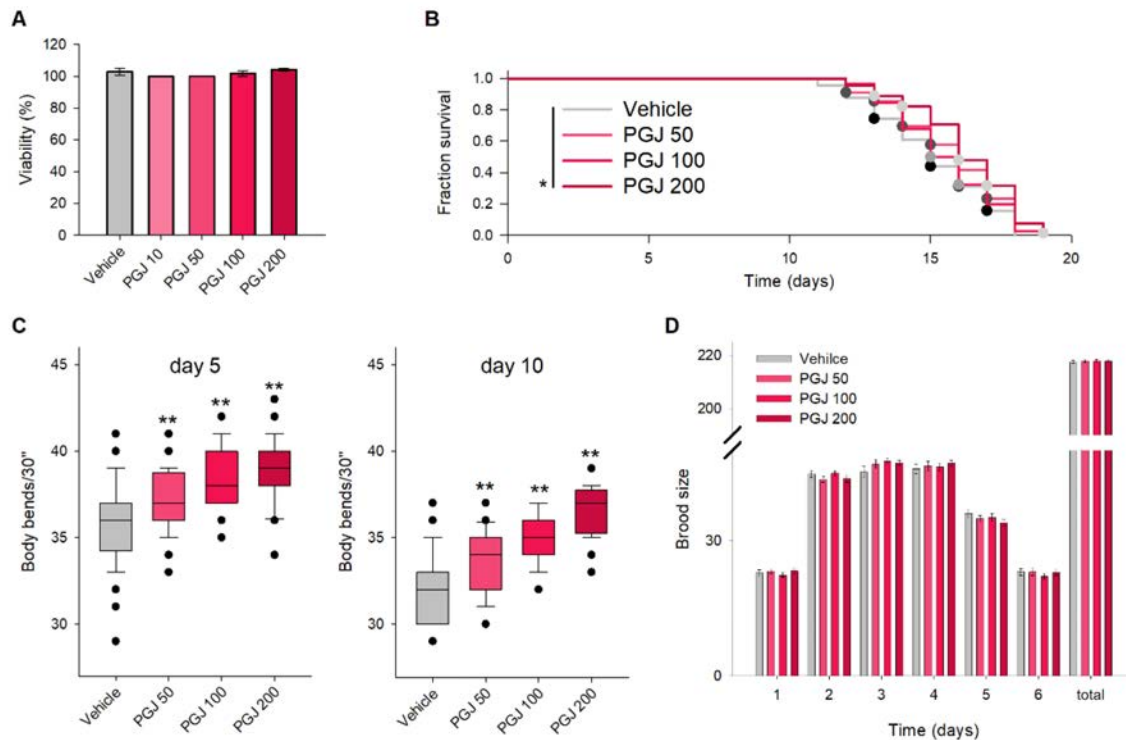 A
120
100
80
60
40
20
0
Viability (%)
Vehicle
PGJ 10
PGJ 50
PGJ 100
PGJ 200
B
1.0
0.8
0.6
0.4
0.2
0.0
Fraction survival
*
Vehicle
PGJ 50
PGJ 100
PGJ 200
0 5 10 15 20
Time (days)
C
day 5
45
40
35
30
Body bends/30"
** ** **
Vehicle
PGJ 50
PGJ 100
PGJ 200
day 10
45
40
35
30
Body bends/30"
** ** **
Vehicle
PGJ 50
PGJ 100
PGJ 200
D
220
200
30
0
Brood size
Vehilce
PGJ 50
PGJ 100
PGJ 200
1 2 3 4 5 6 total
Time (days)